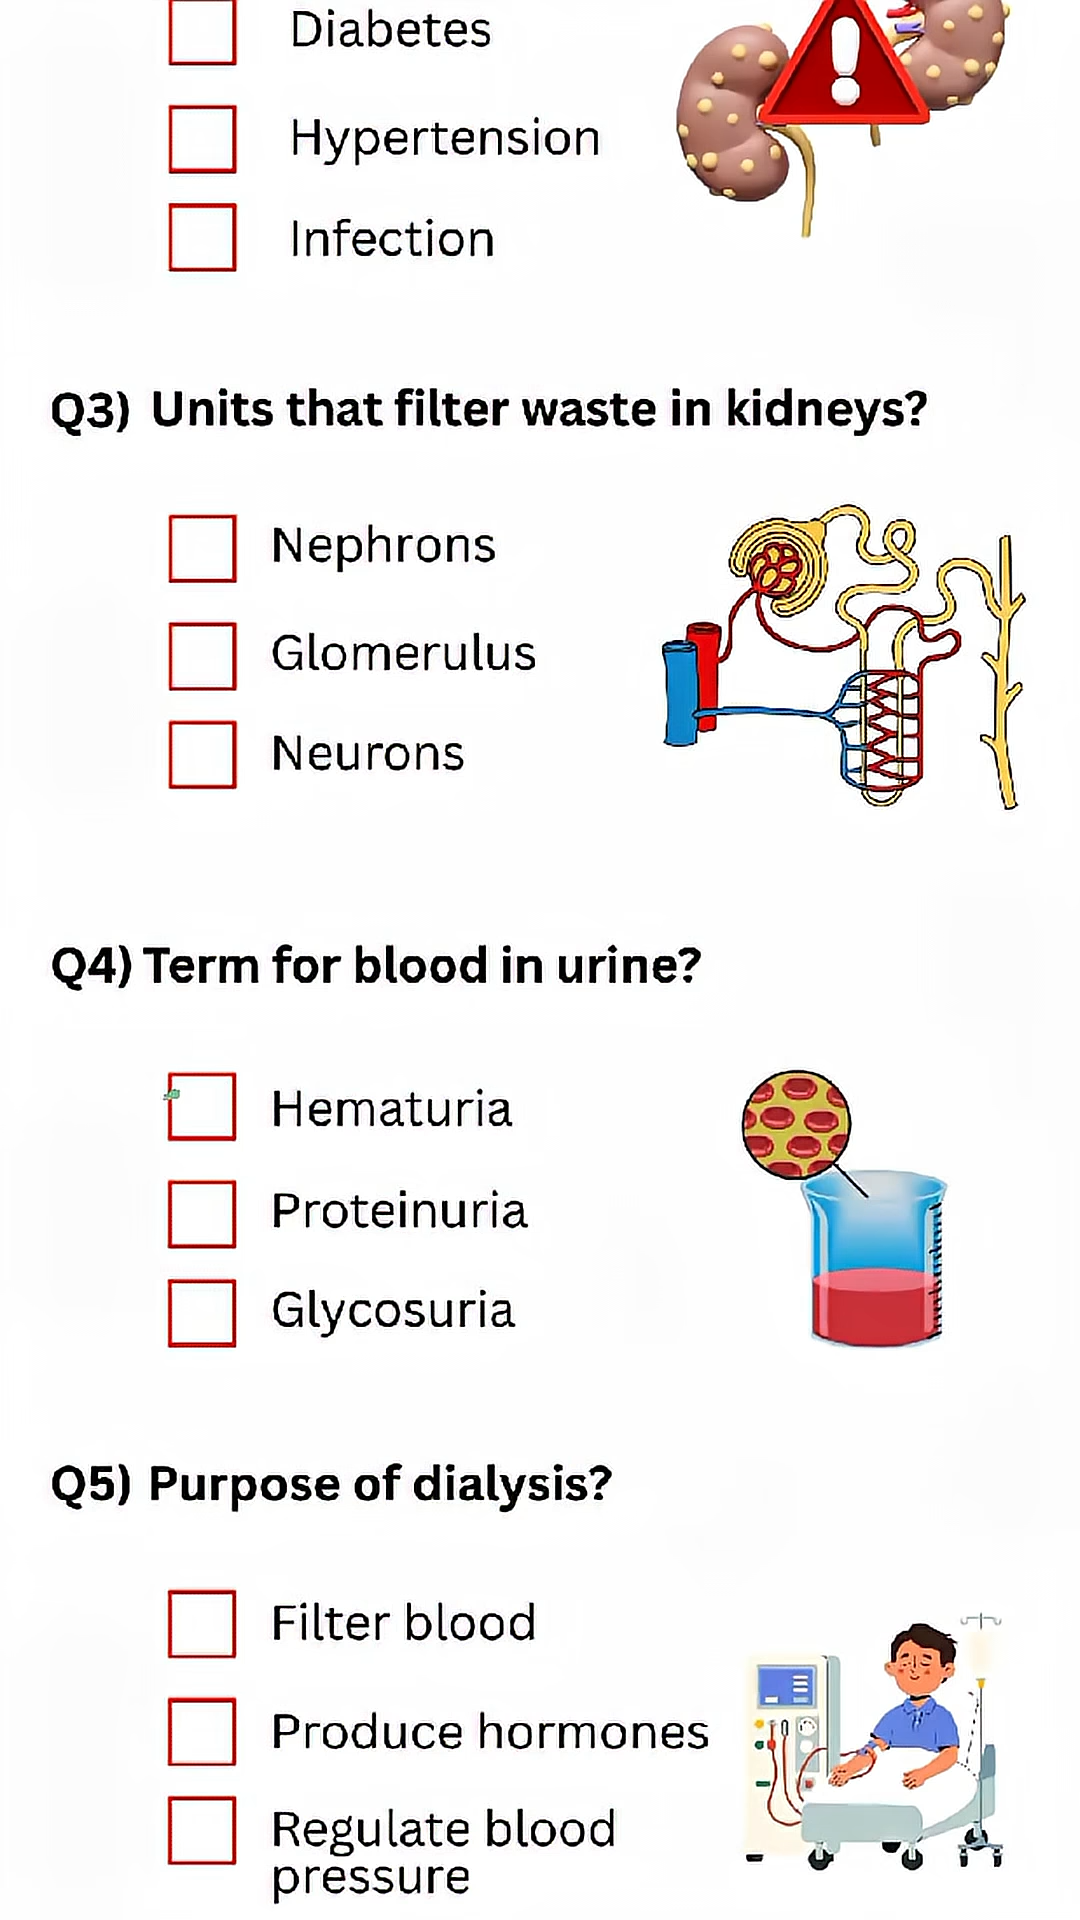 Diabetes
Hypertension
Infection
Q3) Units that filter waste in kidneys?
Nephrons
Glomerulus
Neurons
Q4) Term for blood in urine?
Hematuria
Proteinuria
Glycosuria
Q5) Purpose of dialysis?
Filter blood
Produce hormones
Regulate blood
pressure